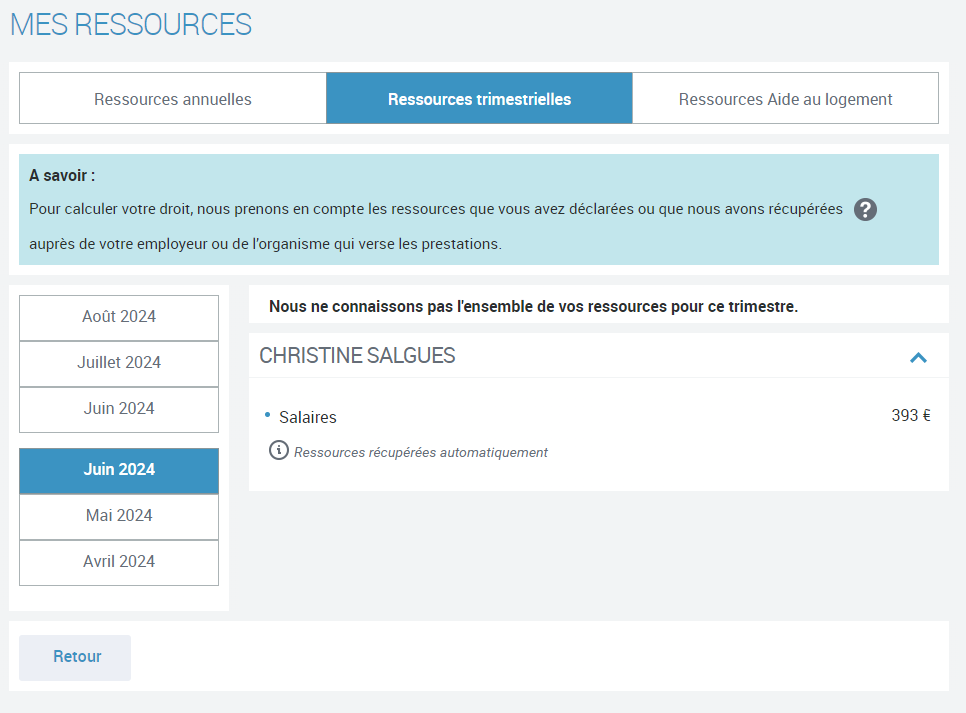 MES RESSOURCES
Ressources annuelles
Ressources trimestrielles
Ressources Aide au logement
A savoir :
Pour calculer votre droit, nous prenons en compte les ressources que vous avez déclarées ou que nous avons récupérées ?
auprès de votre employeur ou de l'organisme qui verse les prestations.
Août 2024
Juillet 2024
Juin 2024
Juin 2024
Mai 2024
Avril 2024
Nous ne connaissons pas l'ensemble de vos ressources pour ce trimestre.
CHRISTINE SALGUES
Salaires 393 €
Ressources récupérées automatiquement
Retour